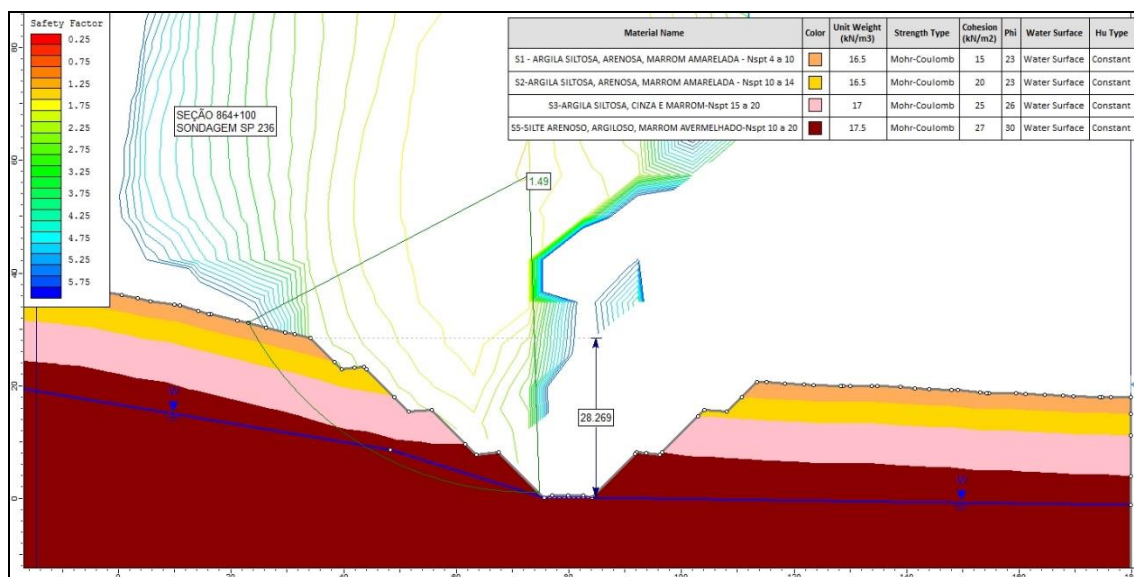 Safety Factor
0.25
0.75
1.25
1.75
2.25
2.75
3.25
3.75
4.25
4.75
5.25
5.75
SEÇÃO 864+100
SONDAGEM SP 236
Material Name Color Unit Weight (kN/m3) Strength Type Cohesion (kN/m2) Phi Water Surface Hu Type
S1 - ARGILA SILTOSA, ARENOSA, MARROM AMARELADA - Nspt 4 a 10 16.5 Mohr-Coulomb 15 23 Water Surface Constant
S2-ARGILA SILTOSA, ARENOSA, MARROM AMARELADA - Nspt 10 a 14 16.5 Mohr-Coulomb 20 23 Water Surface Constant
S3-ARGILA SILTOSA, CINZA E MARROM-Nspt 15 a 20 17 Mohr-Coulomb 25 26 Water Surface Constant
S5-SILTE ARENOSO, ARGILOSO, MARROM AVERMELHADO-Nspt 10 a 20 17.5 Mohr-Coulomb 27 30 Water Surface Constant
1.49
28.269
W
W
W
80
60
40
20
0
0 20 40 60 80 100 120 140 160